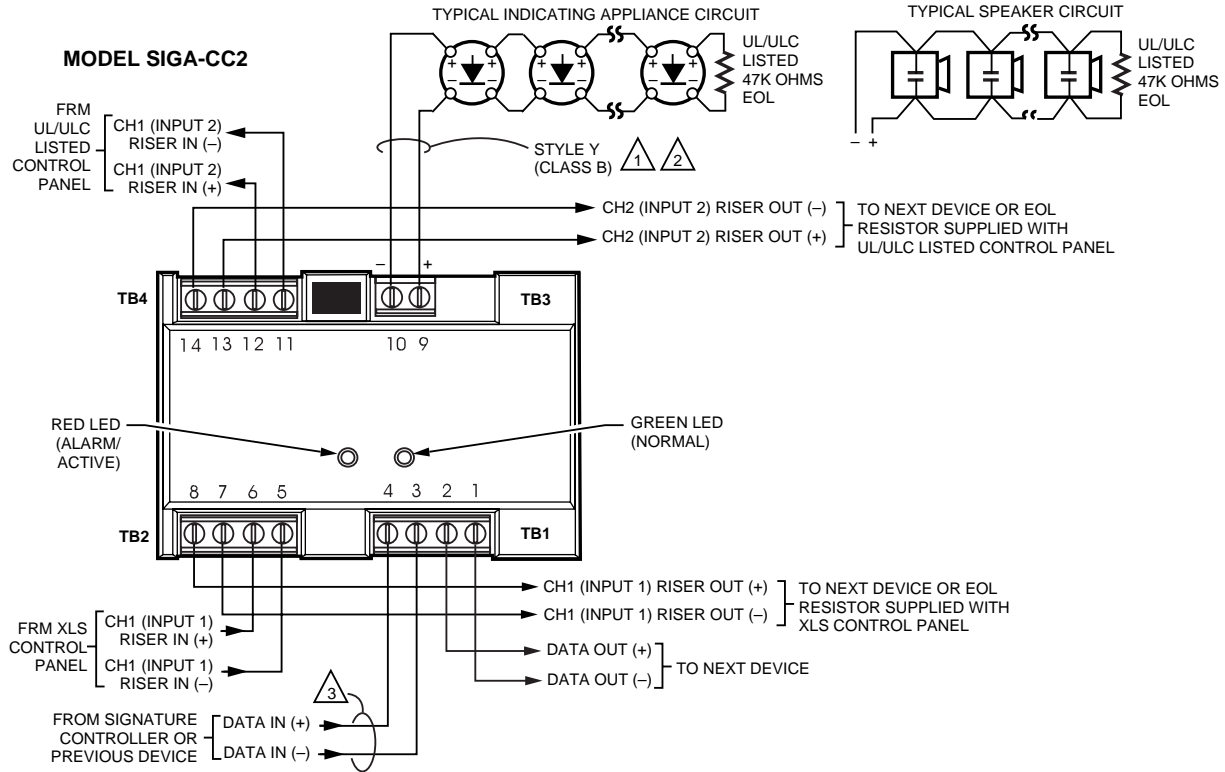 TYPICAL INDICATING APPLIANCE CIRCUIT
TYPICAL SPEAKER CIRCUIT
MODEL SIGA-CC2
UL/ULC
LISTED
47K OHMS
EOL
UL/ULC
LISTED
47K OHMS
EOL
+ + +
– – –
– +
FRM
UL/ULC
LISTED
CONTROL
PANEL
CH1 (INPUT 2)
RISER IN (–)
CH1 (INPUT 2)
RISER IN (+)
STYLE Y
(CLASS B)
1 2
CH2 (INPUT 2) RISER OUT (–)
CH2 (INPUT 2) RISER OUT (+)
TO NEXT DEVICE OR EOL
RESISTOR SUPPLIED WITH
UL/ULC LISTED CONTROL PANEL
– +
TB4
TB3
14 13 12 11
10 9
RED LED
(ALARM/
ACTIVE)
GREEN LED
(NORMAL)
8 7 6 5
4 3 2 1
TB2
TB1
CH1 (INPUT 1) RISER OUT (+)
CH1 (INPUT 1) RISER OUT (–)
TO NEXT DEVICE OR EOL
RESISTOR SUPPLIED WITH
XLS CONTROL PANEL
FRM XLS
CONTROL
PANEL
CH1 (INPUT 1)
RISER IN (+)
CH1 (INPUT 1)
RISER IN (–)
DATA OUT (+)
DATA OUT (–)
TO NEXT DEVICE
3
FROM SIGNATURE
CONTROLLER OR
PREVIOUS DEVICE
DATA IN (+)
DATA IN (–)